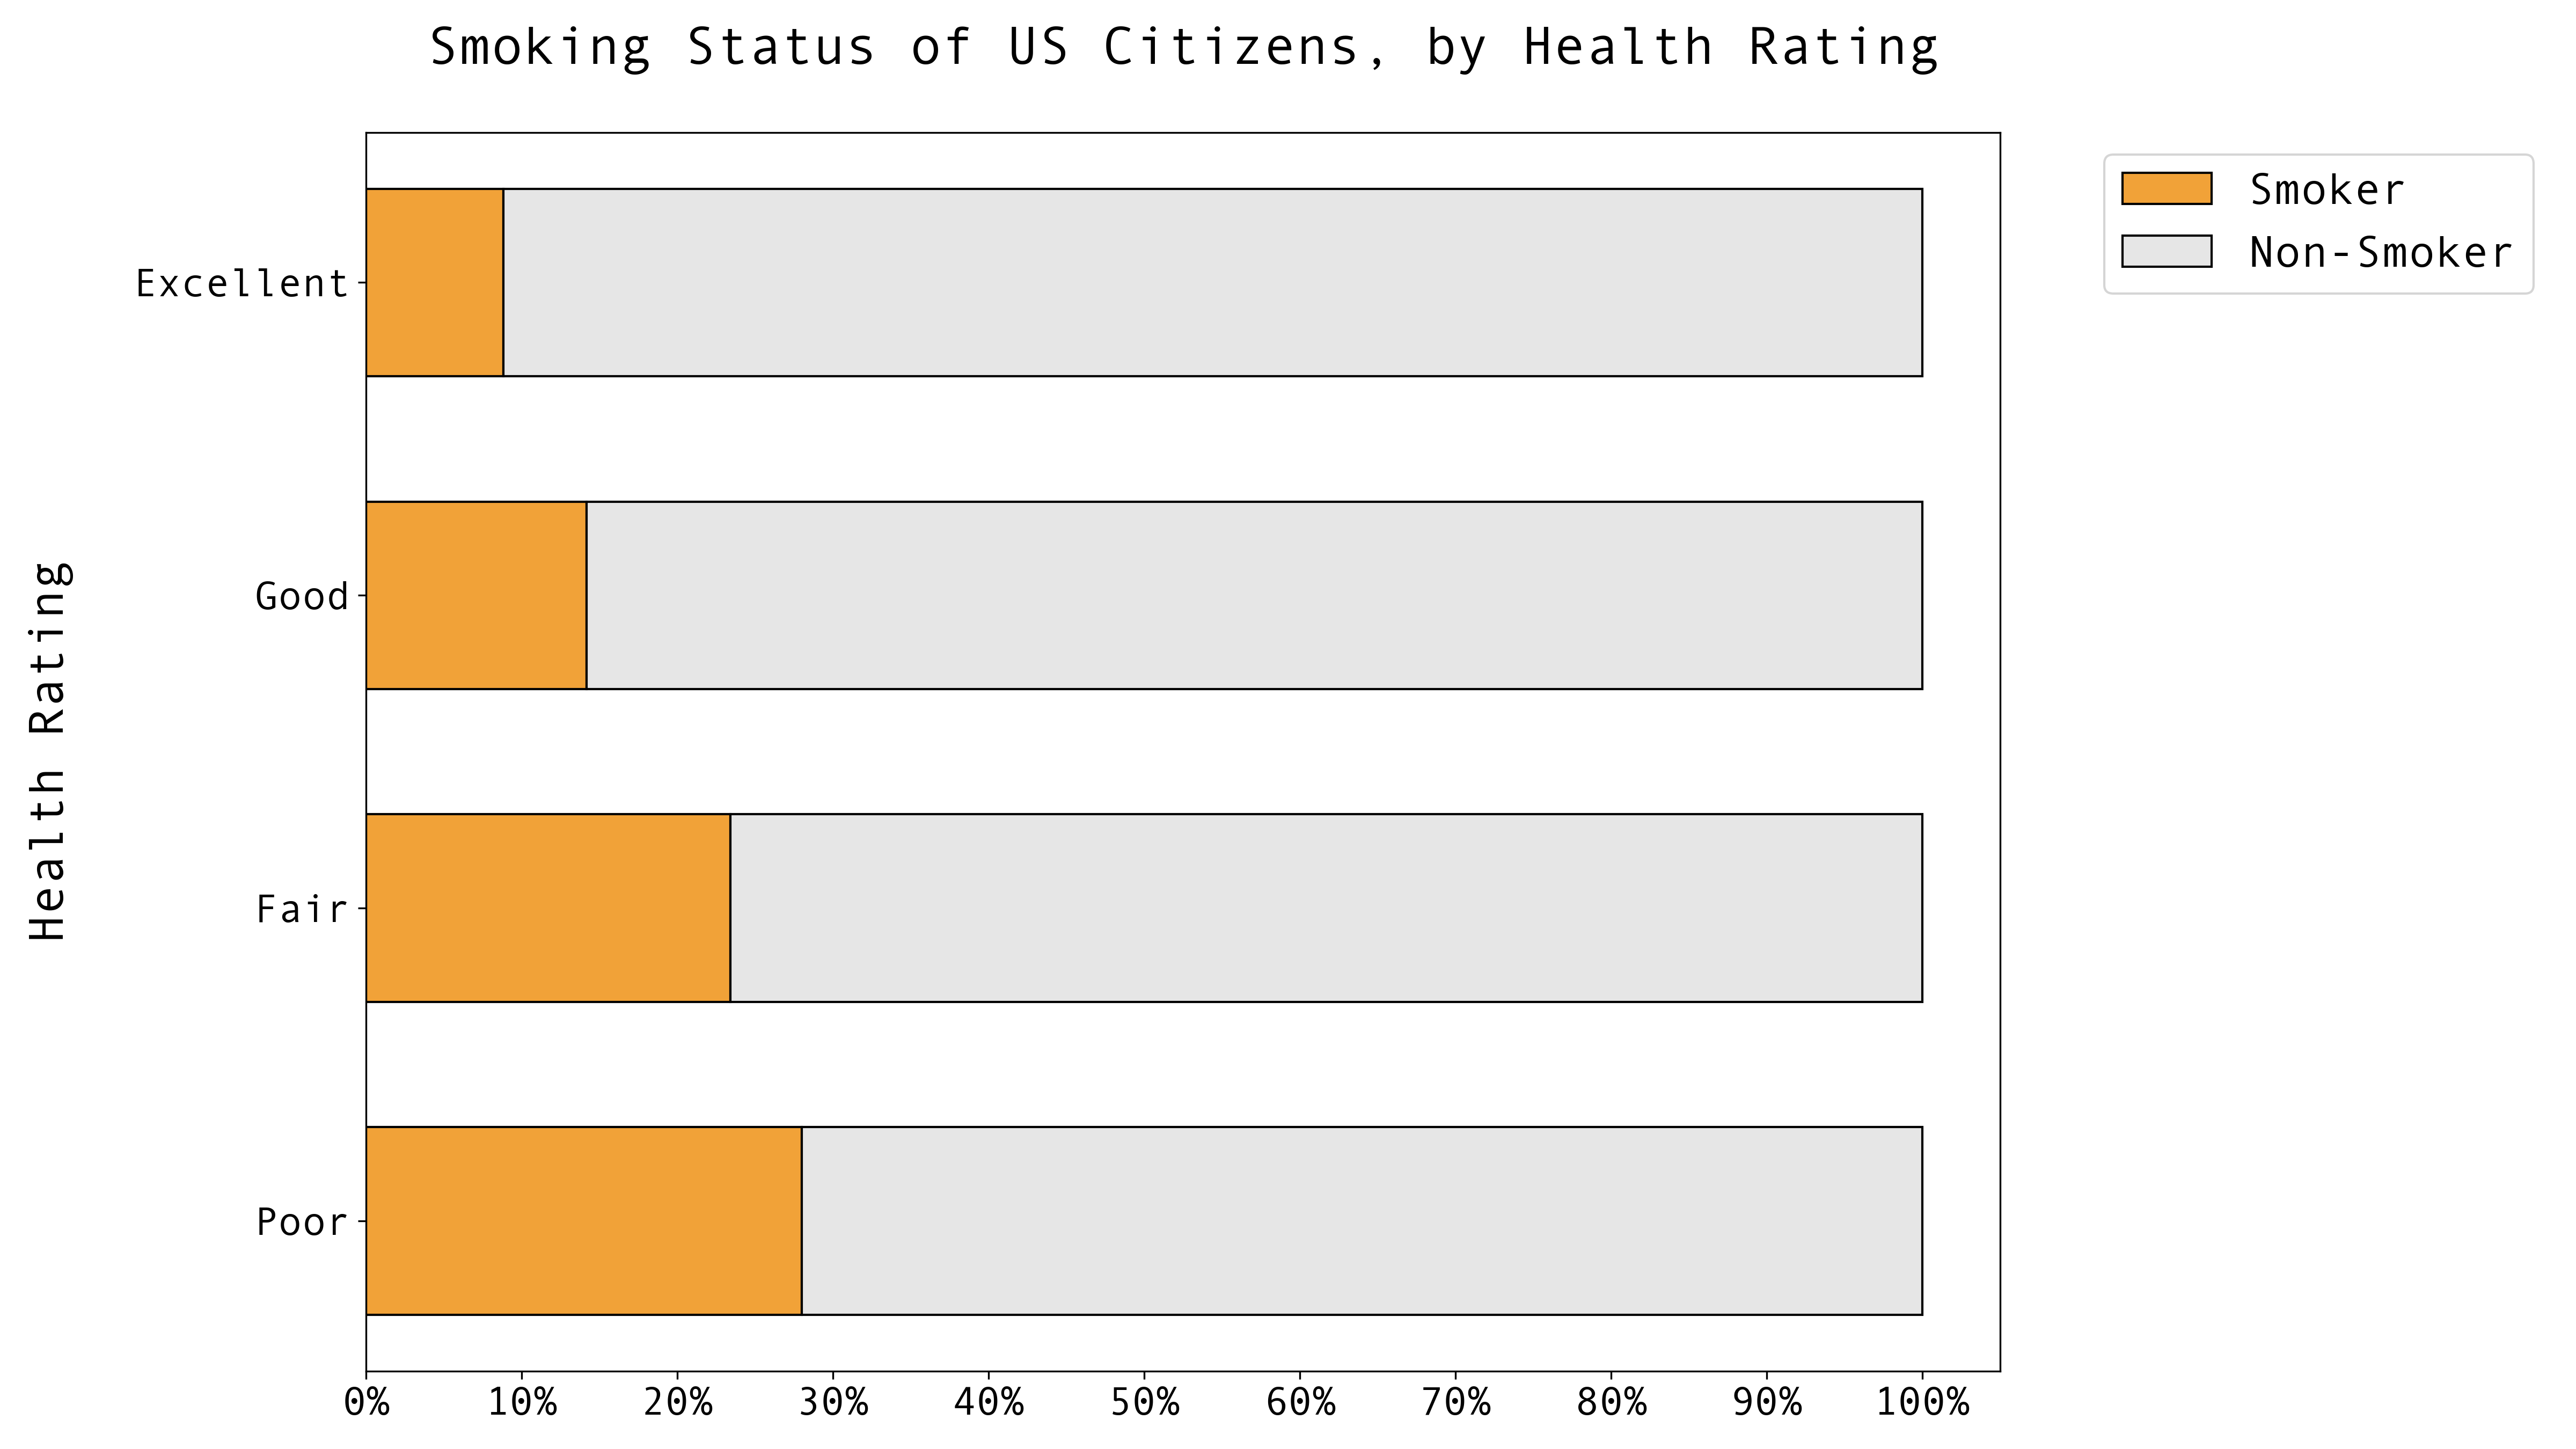 Smoking Status of US Citizens, by Health Rating
Smoker
Non-Smoker
Health Rating
Excellent
Good
Fair
Poor
0% 10% 20% 30% 40% 50% 60% 70% 80% 90% 100%